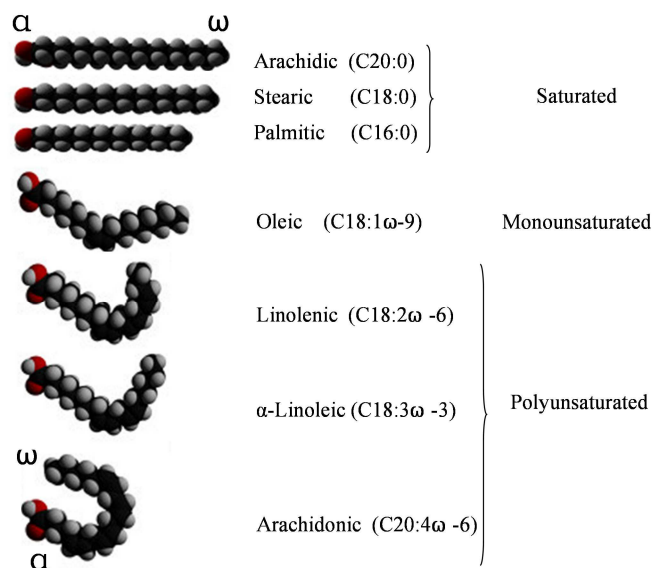 α ω
Arachidic (C20:0)
Stearic (C18:0)
Palmitic (C16:0)
Saturated
Oleic (C18:1ω-9)
Monounsaturated
Linolenic (C18:2ω -6)
α-Linoleic (C18:3ω -3)
Polyunsaturated
ω
Arachidonic (C20:4ω -6)
α